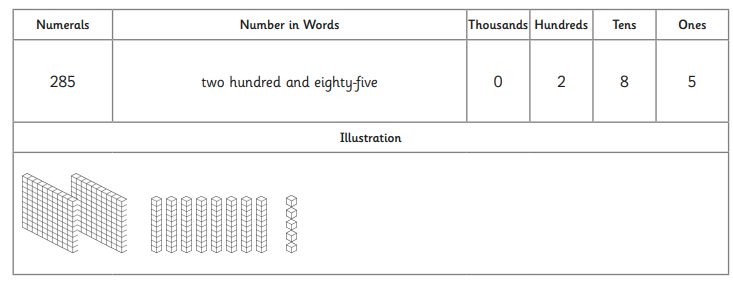 Numerals Number in Words Thousands Hundreds Tens Ones
285 two hundred and eighty-five 0 2 8 5
Illustration